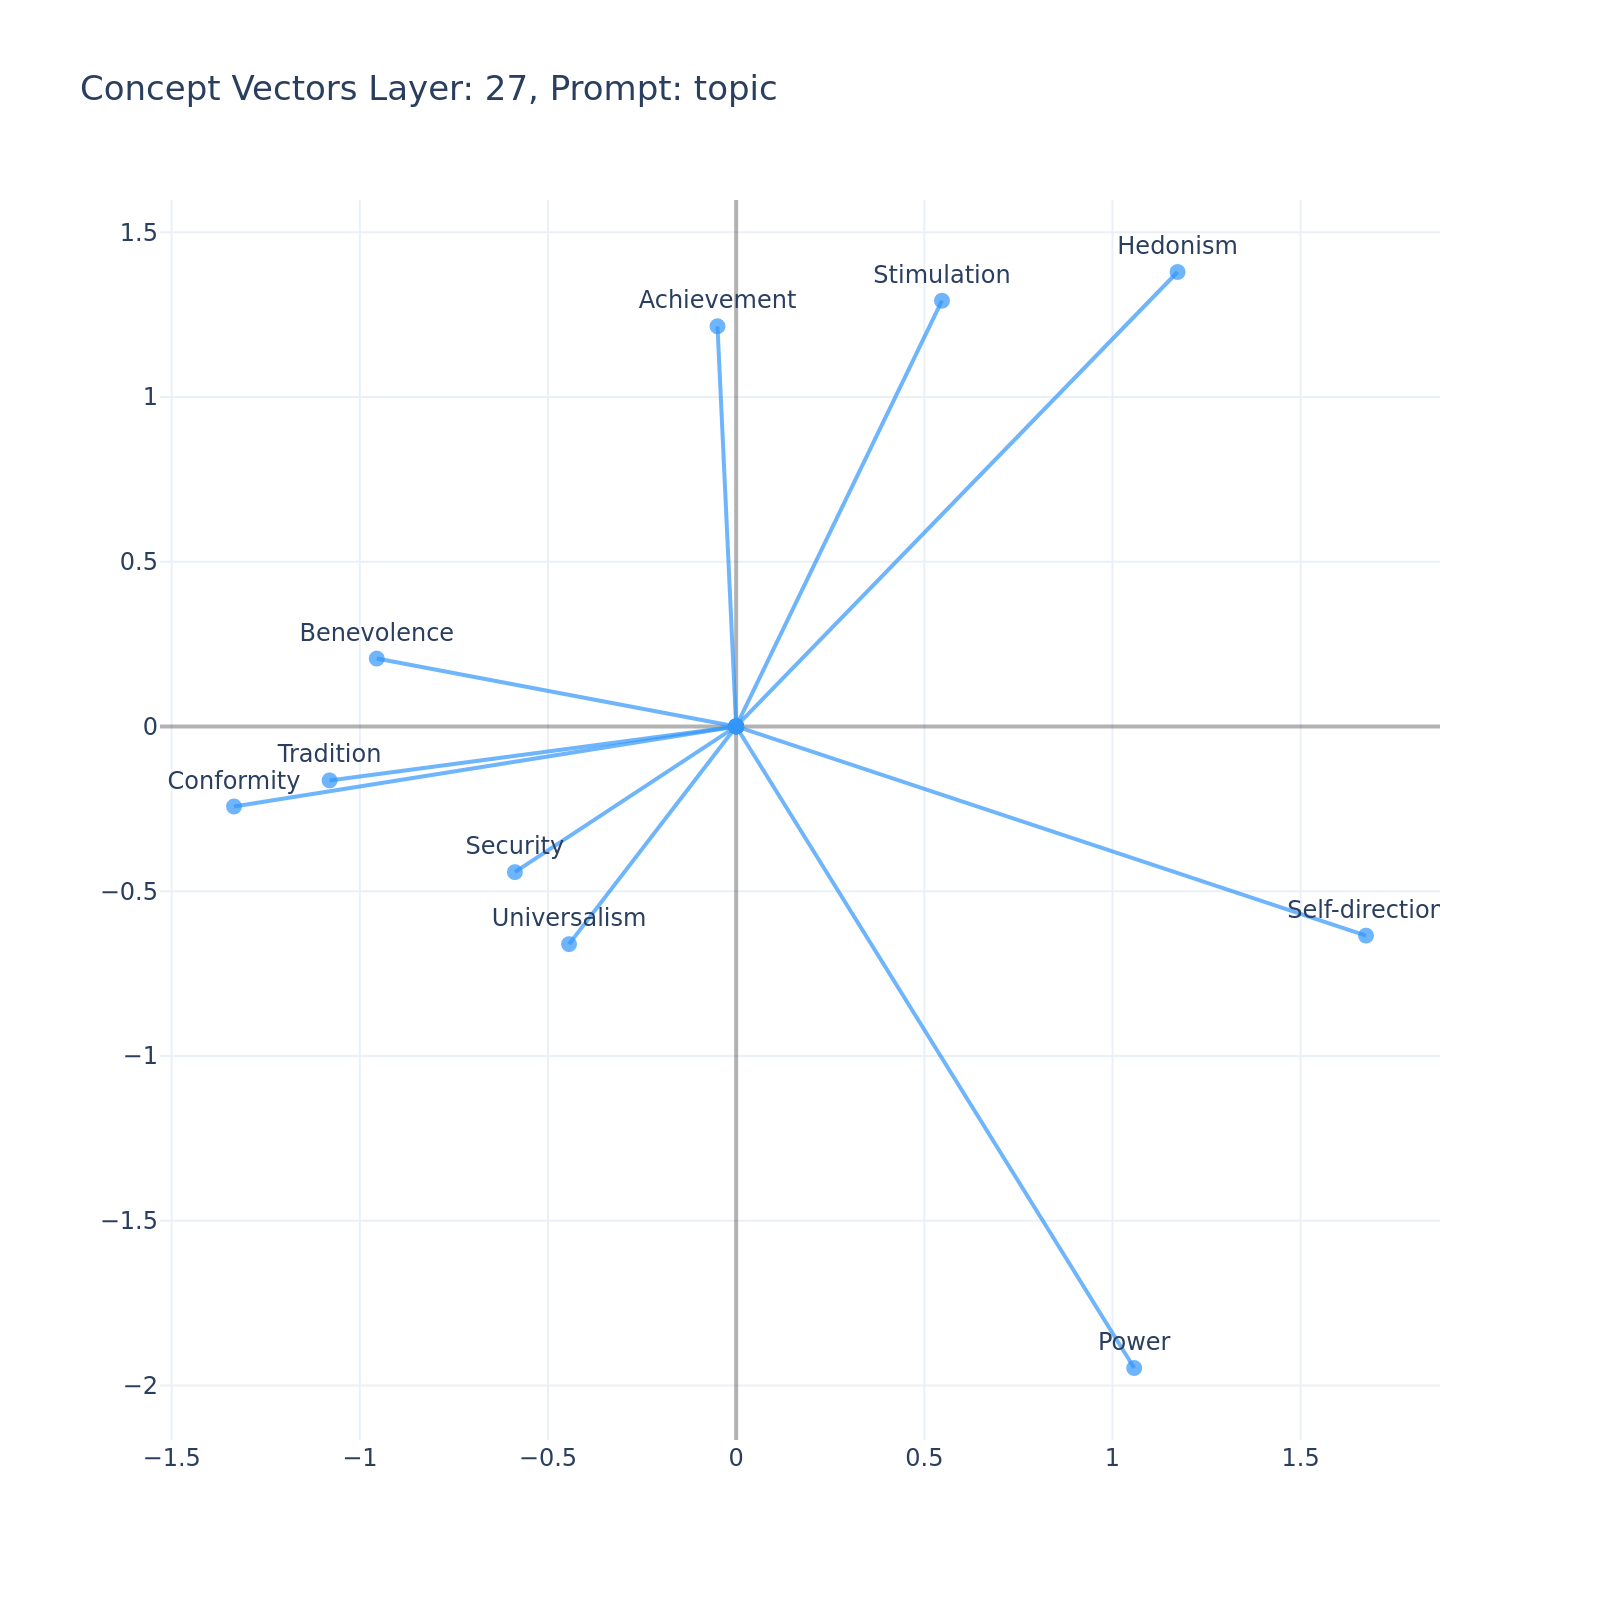 Concept Vectors Layer: 27, Prompt: topic
1.5
Hedonism
Stimulation
Achievement
1
0.5
Benevolence
0
Tradition
Conformity
Security
−0.5
Self-direction
Universalism
−1
−1.5
Power
−2
−1.5 −1 −0.5 0 0.5 1 1.5